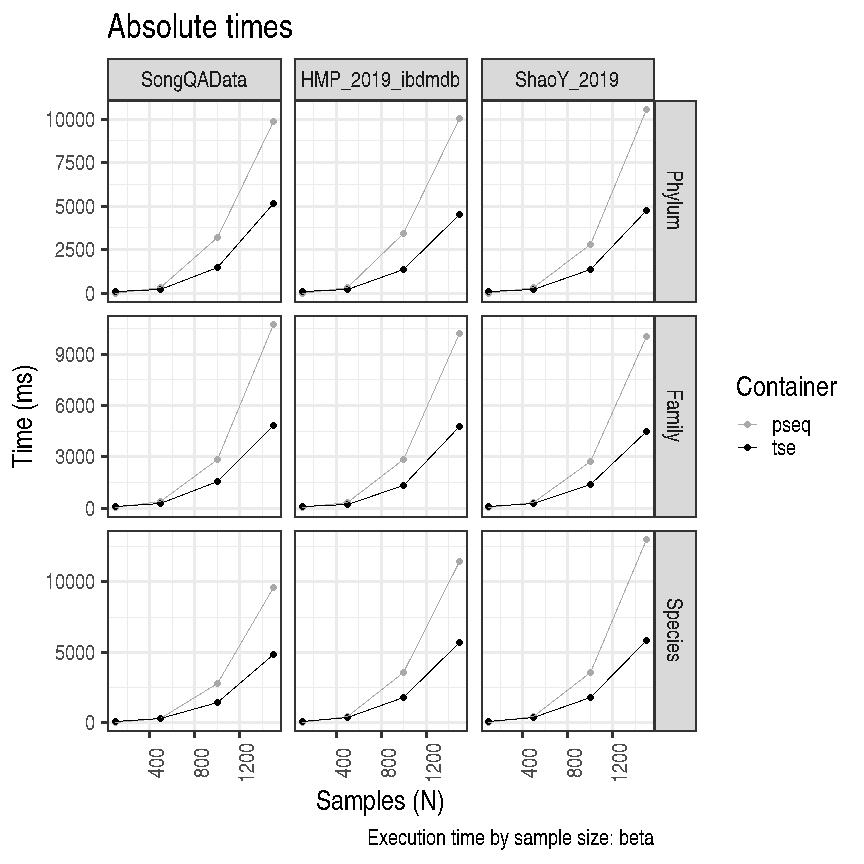 Absolute times
SongQAData HMP_2019_ibdmdb ShaoY_2019
10000
7500
5000
2500
0
Phylum
9000
6000
3000
0
Family
10000
5000
0
Species
Time (ms)
400 800 1200 400 800 1200 400 800 1200
Samples (N)
Execution time by sample size: beta
Container
pseq
tse